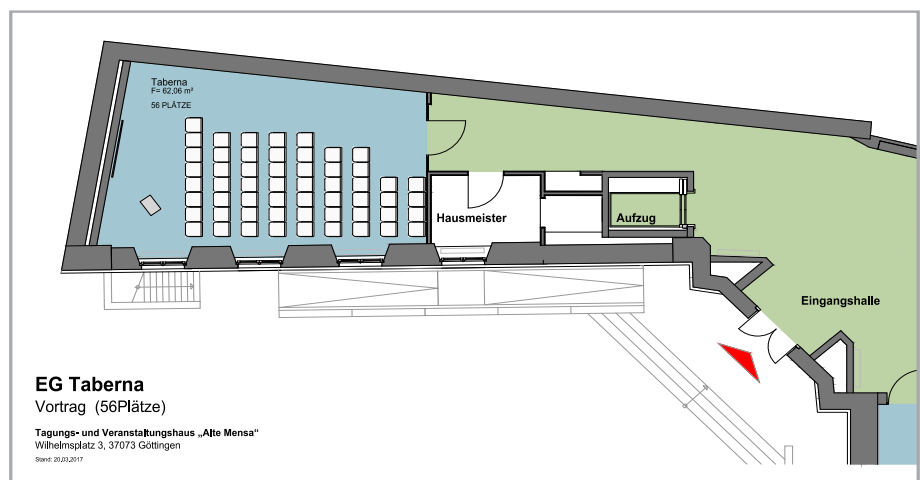 Taberna
F= 62,06 m²
56 PLÄTZE
Hausmeister
Aufzug
Eingangshalle
EG Taberna
Vortrag (56Plätze)
Tagungs- und Veranstaltungshaus „Alte Mensa“
Wilhelmsplatz 3, 37073 Göttingen
Stand: 20.03.2017